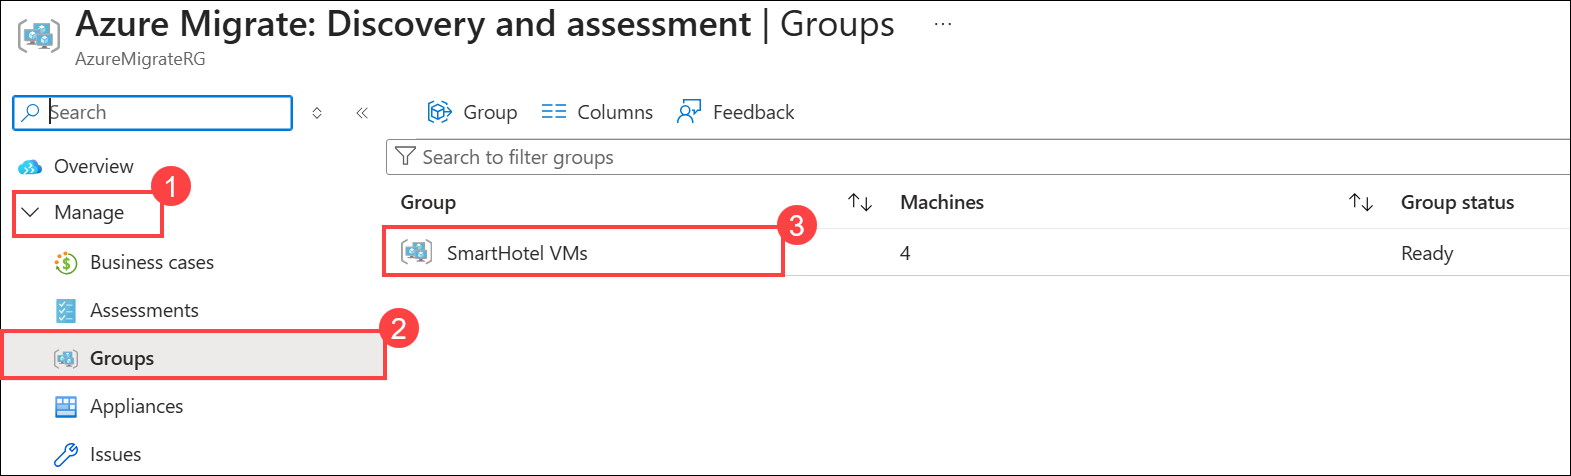 Azure Migrate: Discovery and assessment | Groups ...
AzureMigrateRG
Search
Group Columns Feedback
Overview
Search to filter groups
1
Manage
Group Machines Group status
3
SmartHotel VMs 4 Ready
Business cases
Assessments
2
Groups
Appliances
Issues